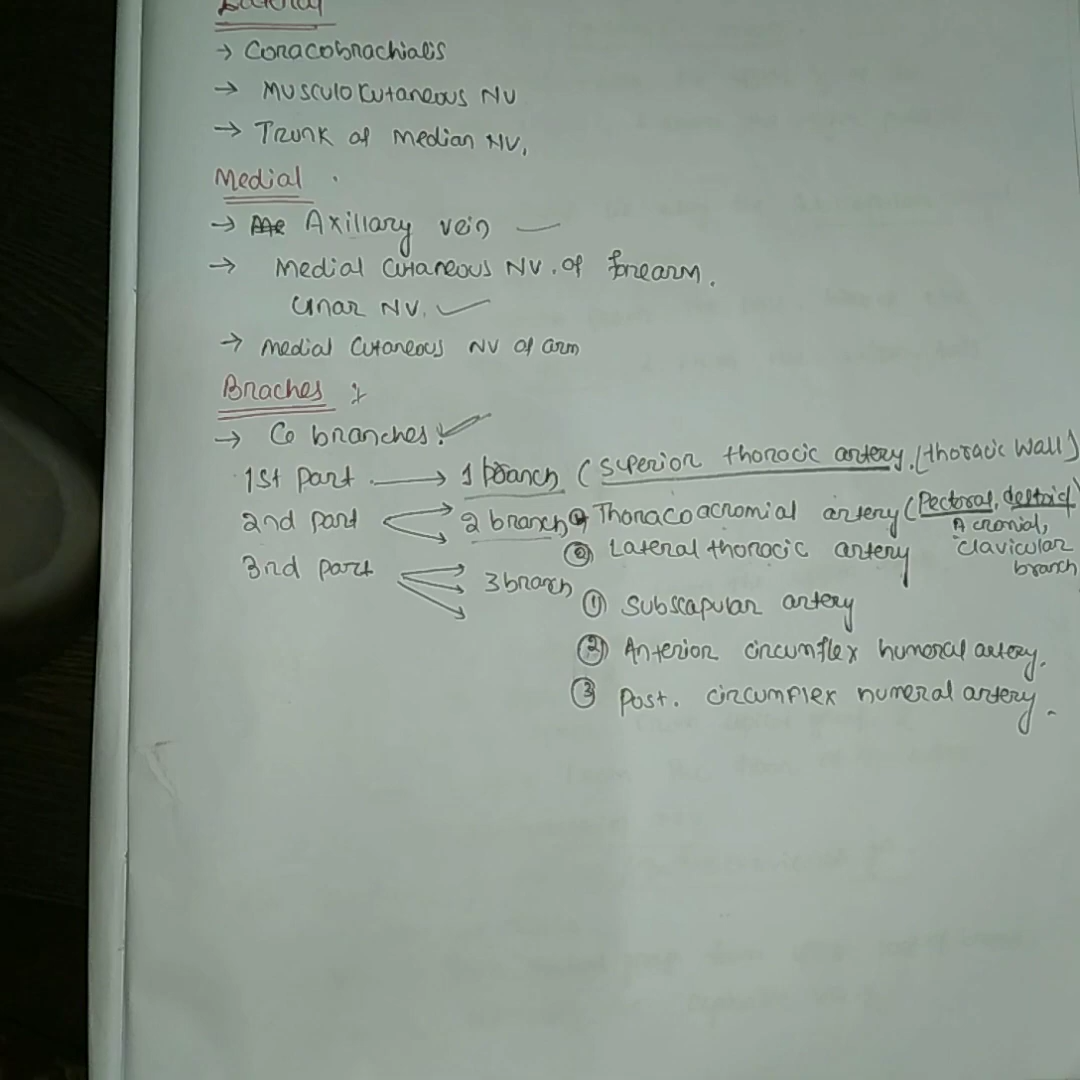 Lateral
→ Coracobrachialis
→ Musculocutaneous NV
→ Trunk of Median NV.
Medial
→ Axillary vein
→ Medial Cutaneous NV. of forearm.
Ulnar NV.
→ Medial Cutaneous NV of arm
Braches :-
→ 6 branches:
1st part → 1 branch (Superior thoracic artery. (thoracic wall)
2nd part 2 branch ① Thoracoacromial artery (Pectoral, deltoid
Acromial,
② Lateral thoracic artery clavicular
branch
3rd part 3 branch
① Subscapular artery
② Anterior circumflex humeral artery.
③ Post. circumflex humeral artery.